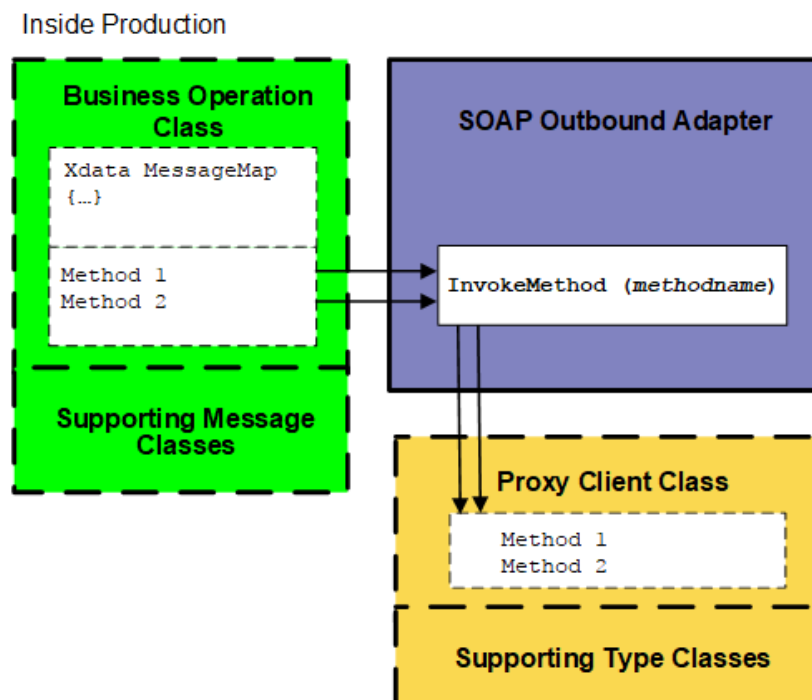 Inside Production
Business Operation
Class
Xdata MessageMap
{…}
Method 1
Method 2
Supporting Message
Classes
SOAP Outbound Adapter
InvokeMethod (methodname)
Proxy Client Class
Method 1
Method 2
Supporting Type Classes